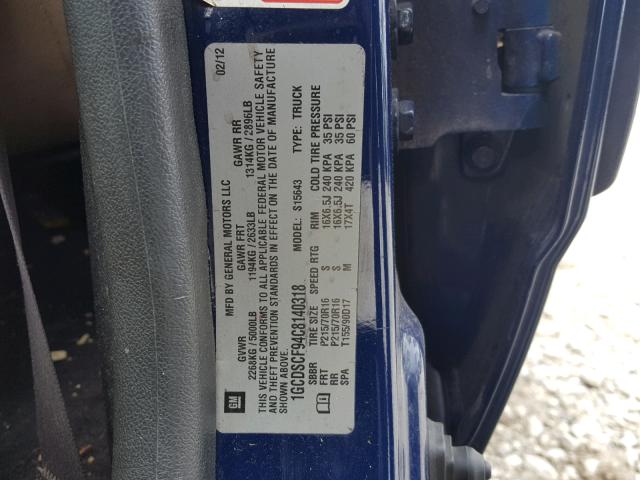 MFD BY GENERAL MOTORS LLC 02/12
GVWR GAWR FRT GAWR RR
2268KG / 5000LB 1194KG / 2633LB 1314KG / 2896LB
THIS VEHICLE CONFORMS TO ALL APPLICABLE FEDERAL MOTOR VEHICLE SAFETY
AND THEFT PREVENTION STANDARDS IN EFFECT ON THE DATE OF MANUFACTURE
SHOWN ABOVE.
GM
1GCDSCF94C8140318 MODEL: S15643 TYPE: TRUCK
SBBR TIRE SIZE SPEED RTG RIM COLD TIRE PRESSURE
FRT P215/70R16 S 16X6.5J 240 KPA 35 PSI
RR P215/70R16 S 16X6.5J 240 KPA 35 PSI
SPA T155/90D17 M 17X4T 420 KPA 60 PSI